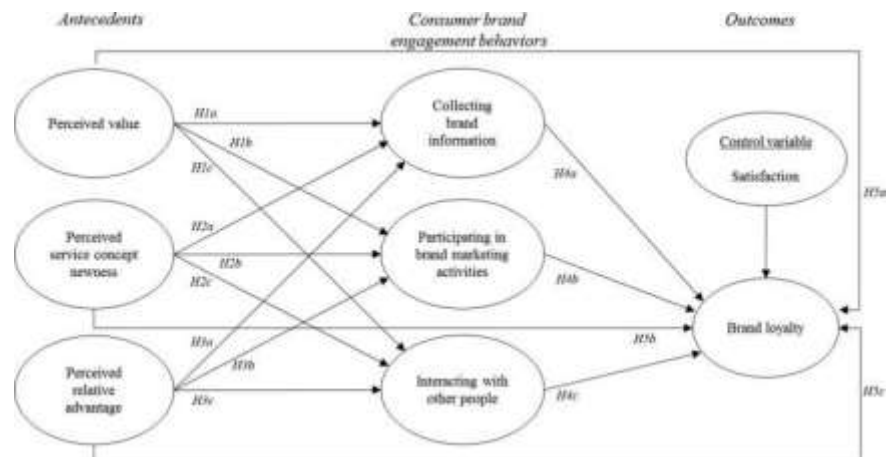 Antecedents
Consumer brand
engagement behaviors
Outcomes
Perceived value
H1a
H1b
H1c
Collecting
brand
information
Control variable
Satisfaction
H4a
H5a
Perceived
service concept
newness
H2a
H2b
H2c
Participating in
brand marketing
activities
H4b
Brand loyalty
H5b
Perceived
relative
advantage
H3a
H3b
H3c
Interacting with
other people
H4c
H5c